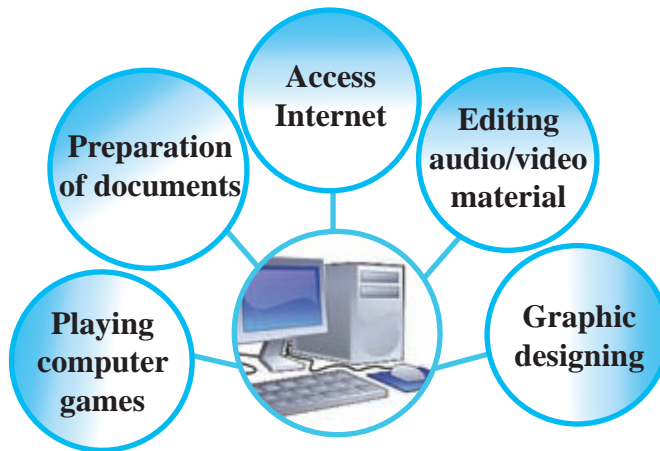 Access
Internet
Preparation
of documents
Editing
audio/video
material
Playing
computer
games
Graphic
designing